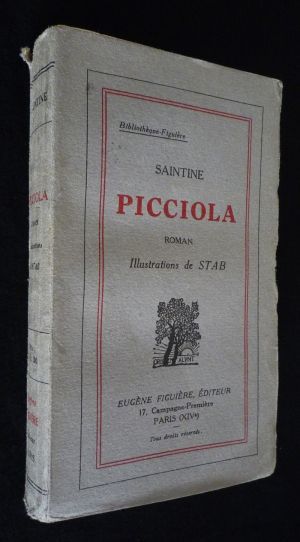 Bibliothèque-Figuière
SAINTINE
PICCIOLA
ROMAN
Illustrations de STAB
EUGÈNE FIGUIÈRE, ÉDITEUR
17, Campagne-Première
PARIS (XIVe)
Tous droits réservés.